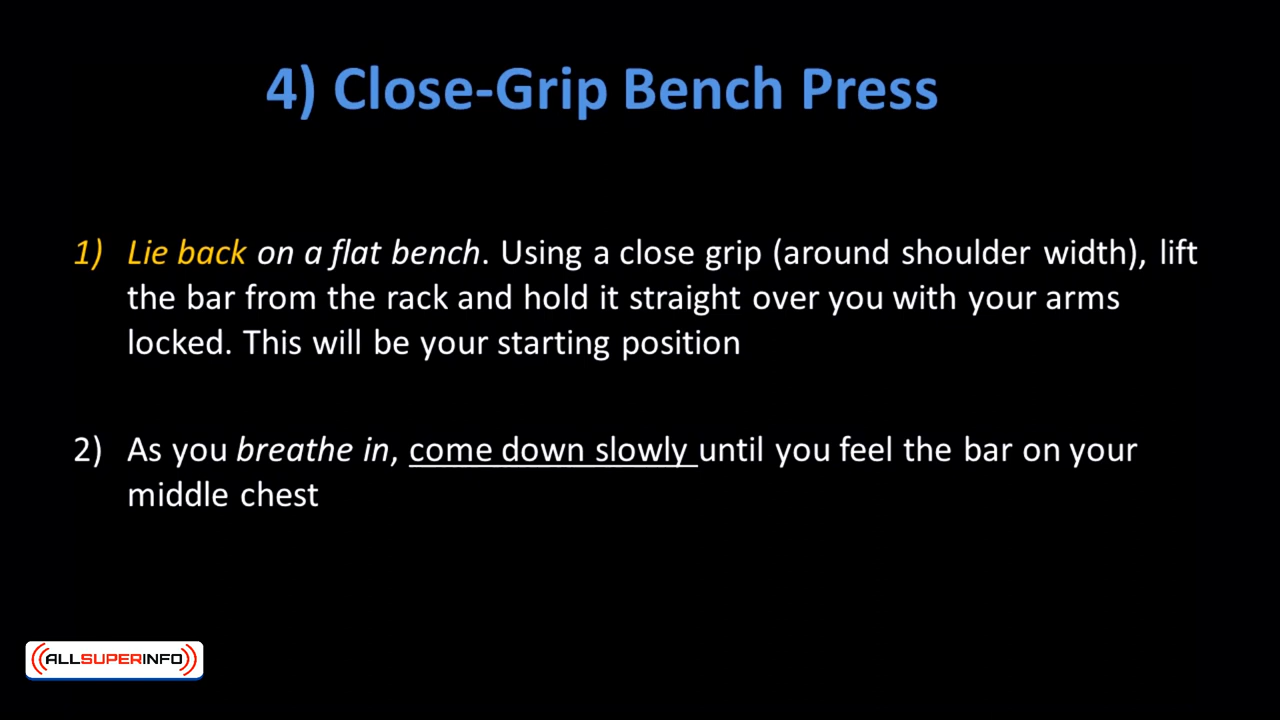 4) Close-Grip Bench Press
1) Lie back on a flat bench. Using a close grip (around shoulder width), lift
the bar from the rack and hold it straight over you with your arms
locked. This will be your starting position
2) As you breathe in, come down slowly until you feel the bar on your
middle chest
ALLSUPERINFO